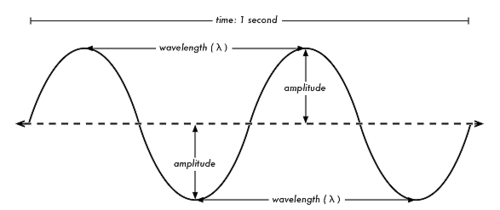 time: 1 second
wavelength ( λ )
amplitude
amplitude
wavelength ( λ )